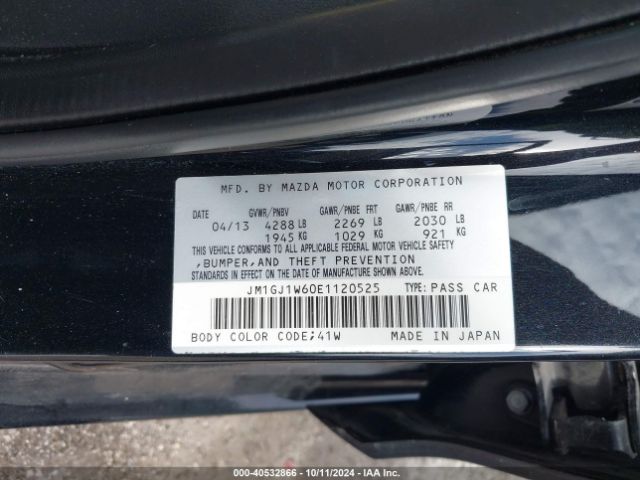 MFD. BY MAZDA MOTOR CORPORATION
GVWR/PNBV GAWR/PNBE FRT GAWR/PNBE RR
04/13 4288 LB 2269 LB 2030 LB
1945 KG 1029 KG 921 KG
THIS VEHICLE CONFORMS TO ALL APPLICABLE FEDERAL MOTOR VEHICLE SAFETY
,BUMPER,AND THEFT PREVENTION
STANDARDS IN EFFECT ON THE DATE OF MANUFACTURE SHOWN ABOVE.
JM1GJ1W60E1120525 TYPE: PASS CAR
BODY COLOR CODE;41W MADE IN JAPAN
000-40532866 - 10/11/2024 - IAA Inc.